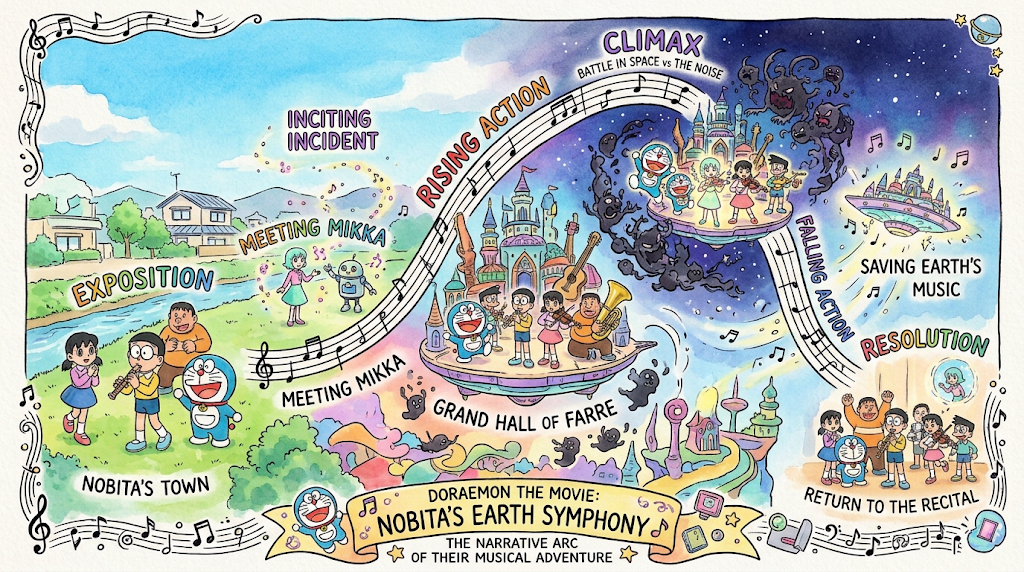 CLIMAX
BATTLE IN SPACE vs THE NOISE
INCITING
INCIDENT
RISING ACTION
MEETING MIKKA
EXPOSITION
FALLING ACTION
SAVING EARTH'S
MUSIC
RESOLUTION
MEETING MIKKA
GRAND HALL OF FARRE
NOBITA'S TOWN
RETURN TO THE RECITAL
DORAEMON THE MOVIE:
NOBITA'S EARTH SYMPHONY
THE NARRATIVE ARC
OF THEIR MUSICAL ADVENTURE